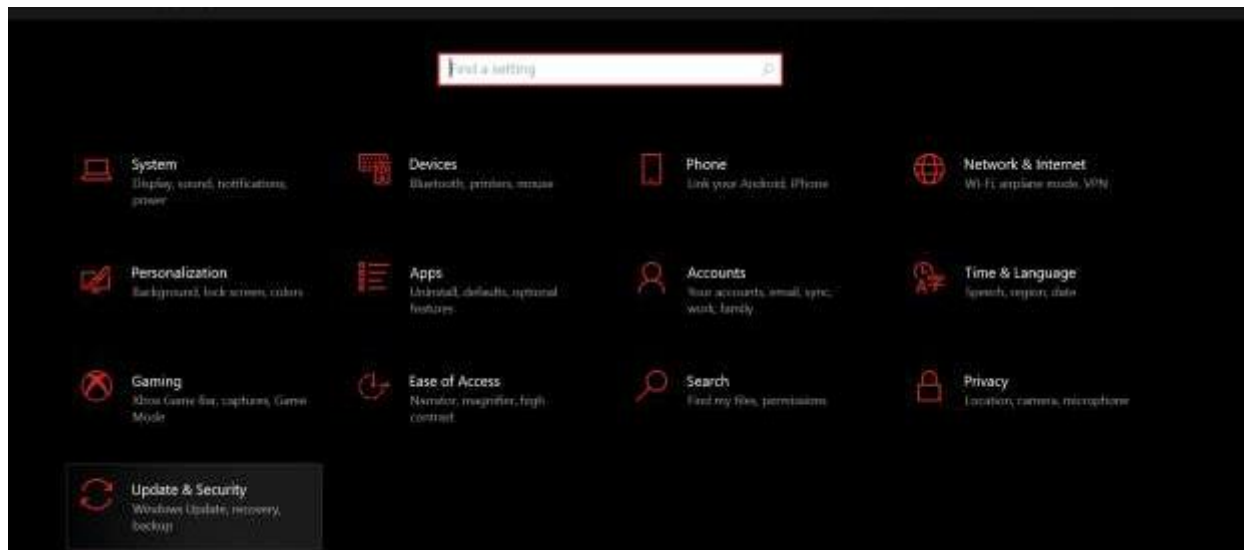 Find a setting
System
Display, sound, notifications,
power
Devices
Bluetooth, printers, mouse
Phone
Link your Android, iPhone
Network & Internet
Wi-Fi, airplane mode, VPN
Personalization
Background, lock screen, colors
Apps
Uninstall, defaults, optional
features
Accounts
Your accounts, email, sync,
work, family
Time & Language
Speech, region, date
Gaming
Xbox Game Bar, captures, Game
Mode
Ease of Access
Narrator, magnifier, high
contrast
Search
Find my files, permissions
Privacy
Location, camera, microphone
Update & Security
Windows Update, recovery,
backup